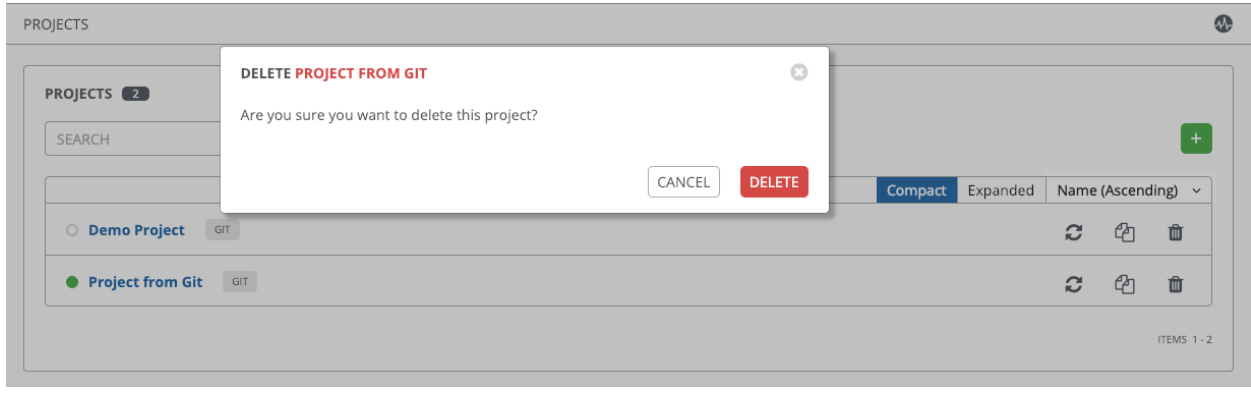 PROJECTS
DELETE PROJECT FROM GIT
Are you sure you want to delete this project?
CANCEL DELETE
PROJECTS 2
SEARCH
+
Compact Expanded Name (Ascending)
Demo Project GIT
Project from Git GIT
ITEMS 1 - 2